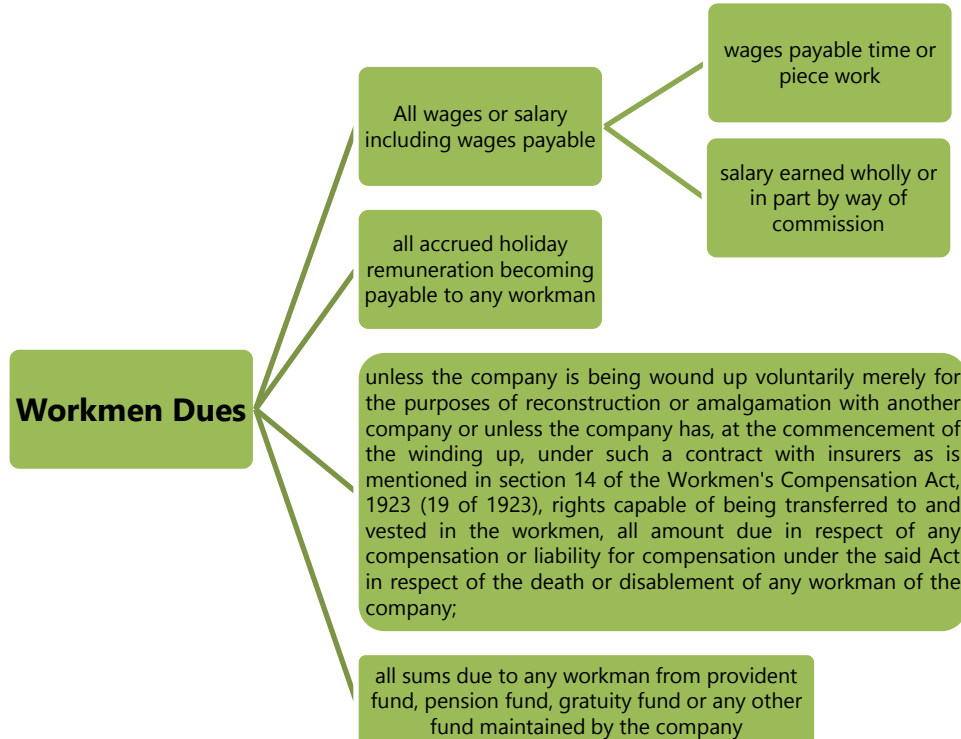 Workmen Dues
All wages or salary
including wages payable
wages payable time or
piece work
salary earned wholly or
in part by way of
commission
all accrued holiday
remuneration becoming
payable to any workman
unless the company is being wound up voluntarily merely for
the purposes of reconstruction or amalgamation with another
company or unless the company has, at the commencement of
the winding up, under such a contract with insurers as is
mentioned in section 14 of the Workmen's Compensation Act,
1923 (19 of 1923), rights capable of being transferred to and
vested in the workmen, all amount due in respect of any
compensation or liability for compensation under the said Act
in respect of the death or disablement of any workman of the
company;
all sums due to any workman from provident
fund, pension fund, gratuity fund or any other
fund maintained by the company